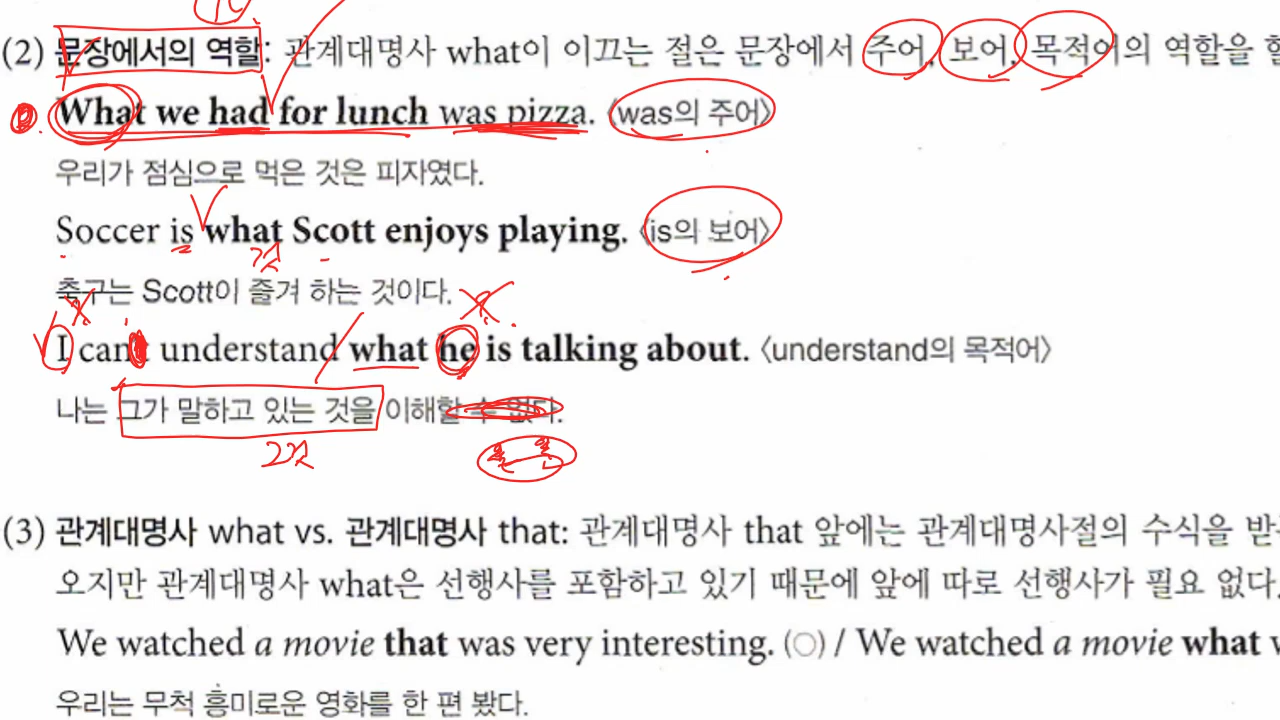 (2) 문장에서의 역할: 관계대명사 what이 이끄는 절은 문장에서 주어, 보어, 목적어의 역할을
What we had for lunch was pizza. 〈was의 주어〉
우리가 점심으로 먹은 것은 피자였다.
Soccer is what Scott enjoys playing. 〈is의 보어〉
것
축구는 Scott이 즐겨 하는 것이다.
I can understand what he is talking about. 〈understand의 목적어〉
나는 그가 말하고 있는 것을 이해할 수 없다.
(3) 관계대명사 what vs. 관계대명사 that: 관계대명사 that 앞에는 관계대명사절의 수식을
오지만 관계대명사 what은 선행사를 포함하고 있기 때문에 앞에 따로 선행사가 필요 없다.
We watched a movie that was very interesting. (○) / We watched a movie what
우리는 무척 흥미로운 영화를 한 편 봤다.